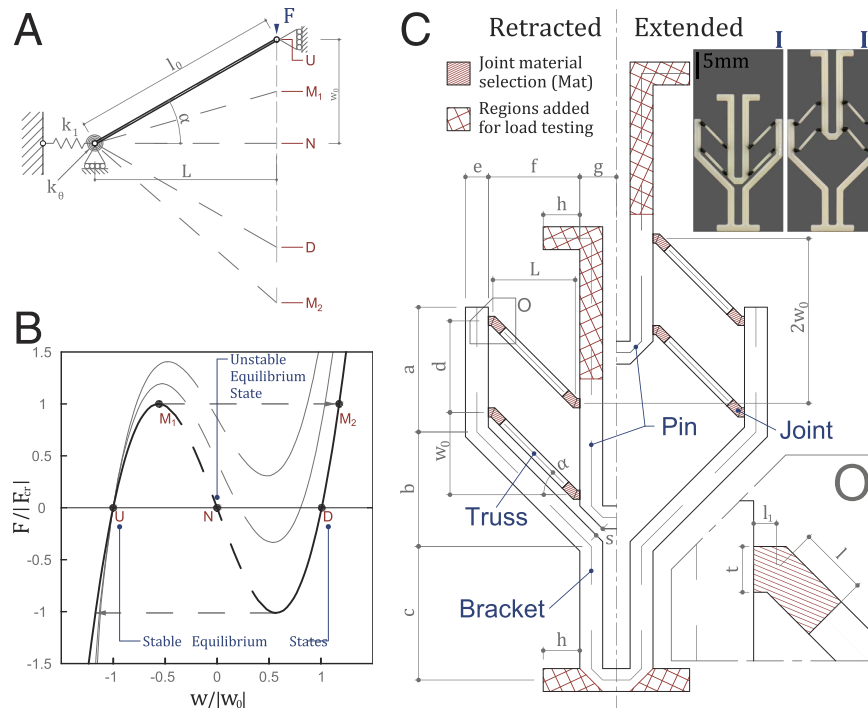 A
F
l₀
U
w₀
M₁
α
k₁
N
k_θ
L
D
M₂
B
1.5
1
0.5
0
-0.5
-1
-1.5
F/|F_cr|
Unstable
Equilibrium
State
M₁
M₂
U
N
D
Stable Equilibrium States
-1
-0.5
0
0.5
1
w/|w₀|
C
Retracted
Extended
Joint material
selection (Mat)
Regions added
for load testing
5mm
I
I
e
f
g
h
L
O
2w₀
a
d
w₀
b
α
Pin
Joint
Truss
s
Bracket
c
h
O
l₁
l
t